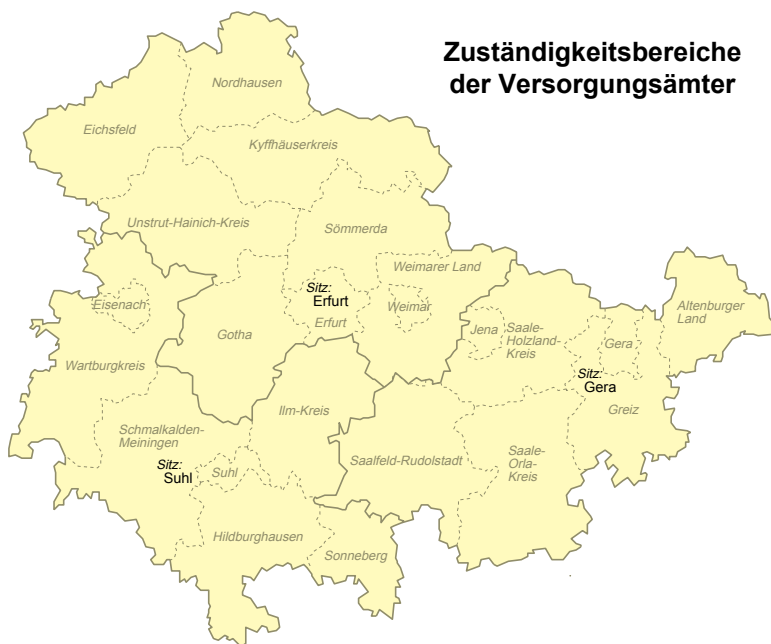 Zuständigkeitsbereiche
der Versorgungsämter
Nordhausen
Eichsfeld
Kyffhäuserkreis
Unstrut-Hainich-Kreis
Sömmerda
Weimarer Land
Sitz:
Erfurt
Erfurt
Weimar
Eisenach
Gotha
Wartburgkreis
Jena
Saale-
Holzland-
Kreis
Gera
Altenburger
Land
Sitz:
Gera
Greiz
Ilm-Kreis
Schmalkalden-
Meiningen
Sitz:
Suhl
Suhl
Saalfeld-Rudolstadt
Saale-
Orla-
Kreis
Hildburghausen
Sonneberg